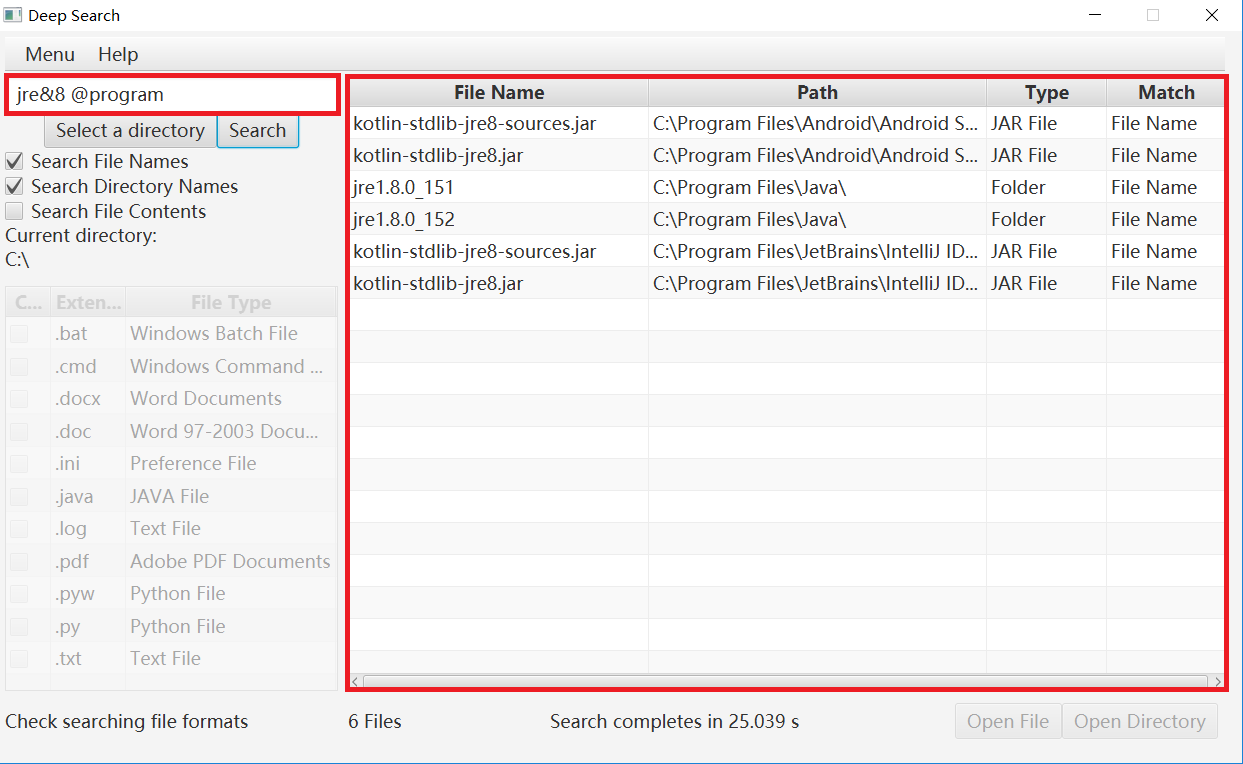 Deep Search
Menu Help
jre&8 @program
Select a directory Search
Search File Names
Search Directory Names
Search File Contents
Current directory:
C:\
C... Exten... File Type
.bat Windows Batch File
.cmd Windows Command ...
.docx Word Documents
.doc Word 97-2003 Docu...
.ini Preference File
.java JAVA File
.log Text File
.pdf Adobe PDF Documents
.pyw Python File
.py Python File
.txt Text File
File Name Path Type Match
kotlin-stdlib-jre8-sources.jar C:\Program Files\Android\Android S... JAR File File Name
kotlin-stdlib-jre8.jar C:\Program Files\Android\Android S... JAR File File Name
jre1.8.0_151 C:\Program Files\Java\ Folder File Name
jre1.8.0_152 C:\Program Files\Java\ Folder File Name
kotlin-stdlib-jre8-sources.jar C:\Program Files\JetBrains\IntelliJ ID... JAR File File Name
kotlin-stdlib-jre8.jar C:\Program Files\JetBrains\IntelliJ ID... JAR File File Name
Check searching file formats 6 Files Search completes in 25.039 s Open File Open Directory